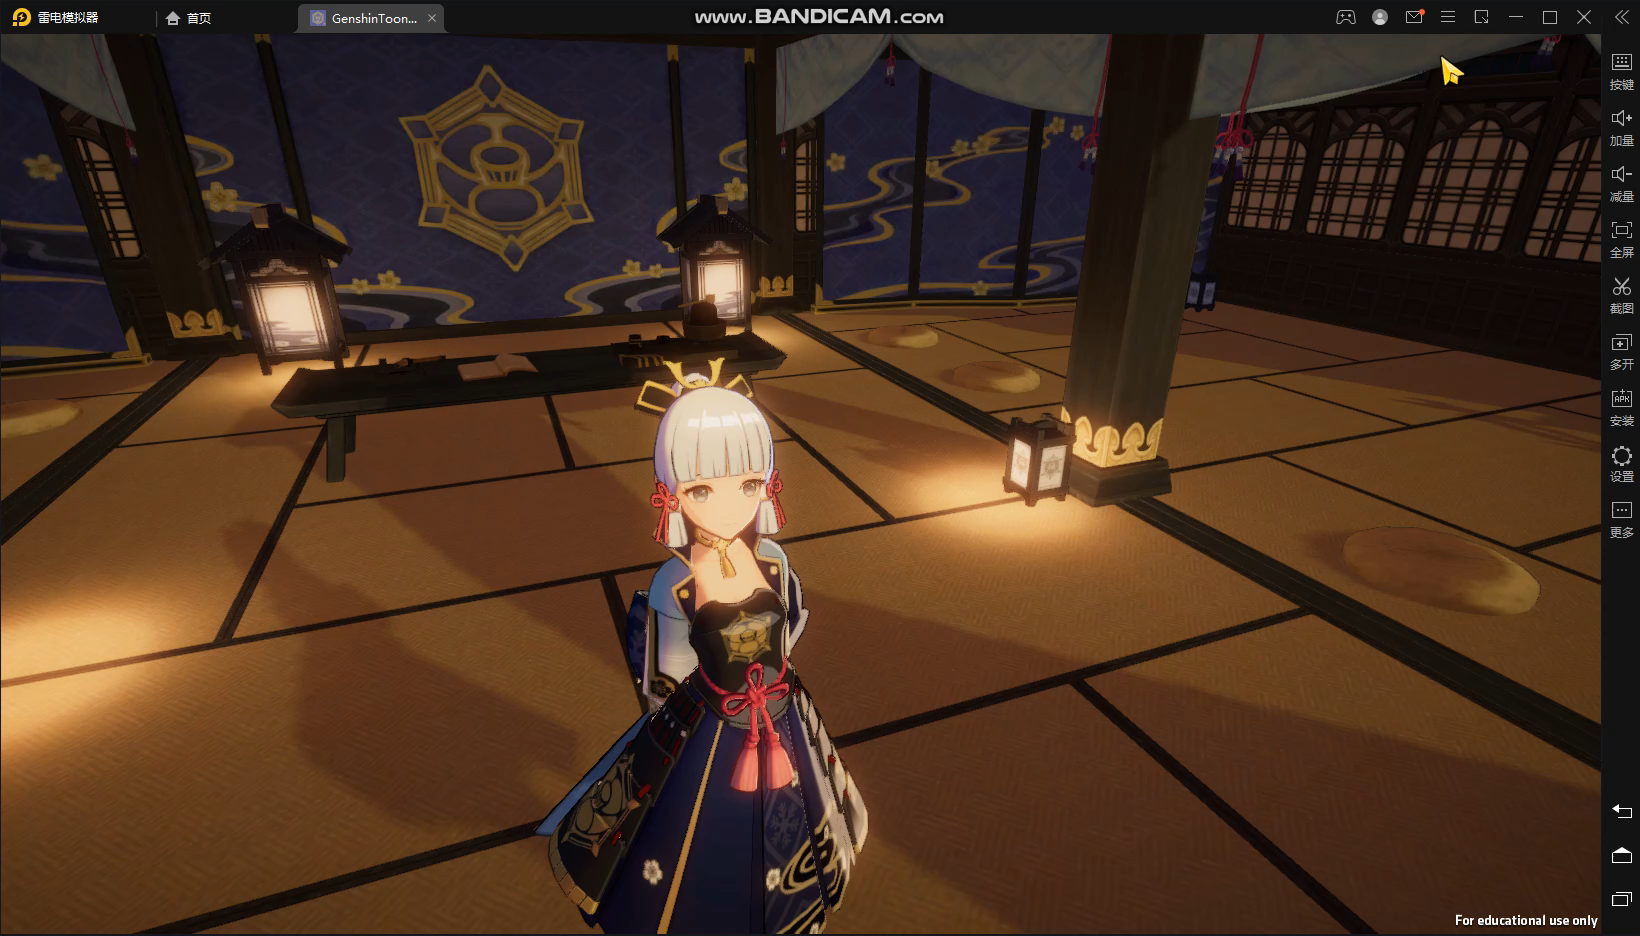 雷电模拟器
首页
GenshinToon...
WWW.BANDICAM.COM
按键
加量
减量
全屏
截图
多开
APK
安装
设置
更多
For educational use only